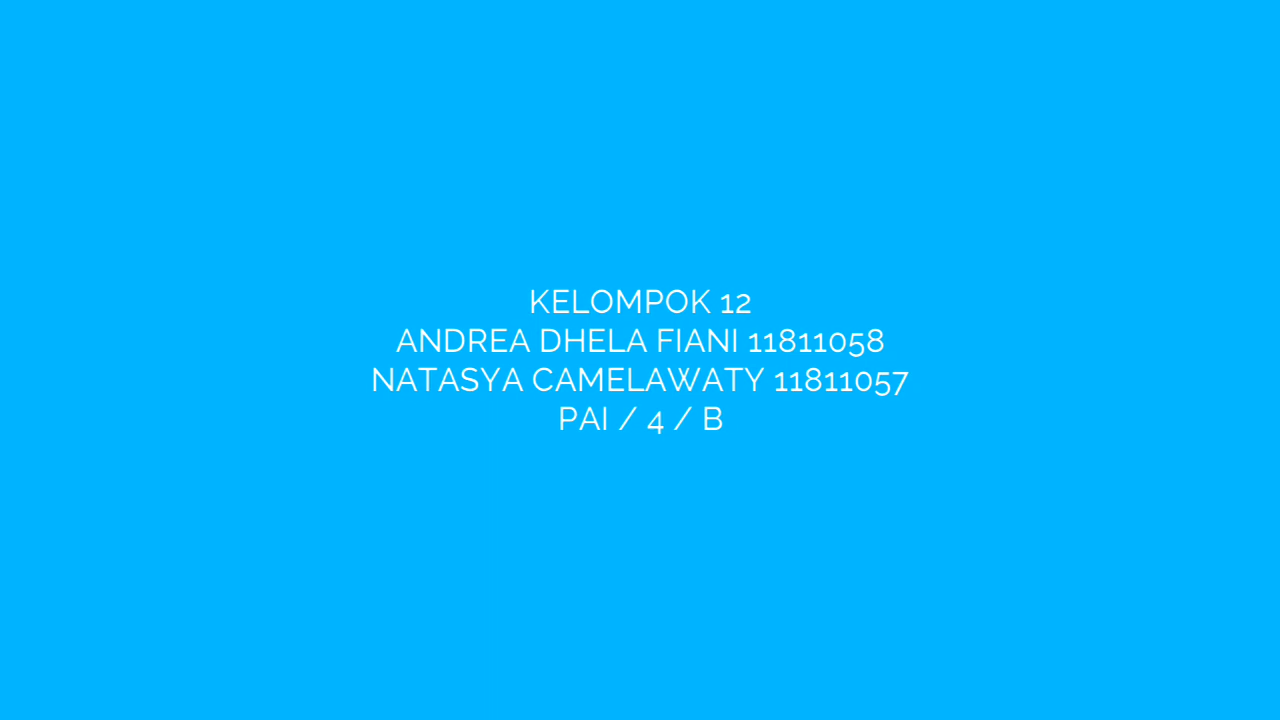 KELOMPOK 12
ANDREA DHELA FIANI 11811058
NATASYA CAMELAWATY 11811057
PAI / 4 / B